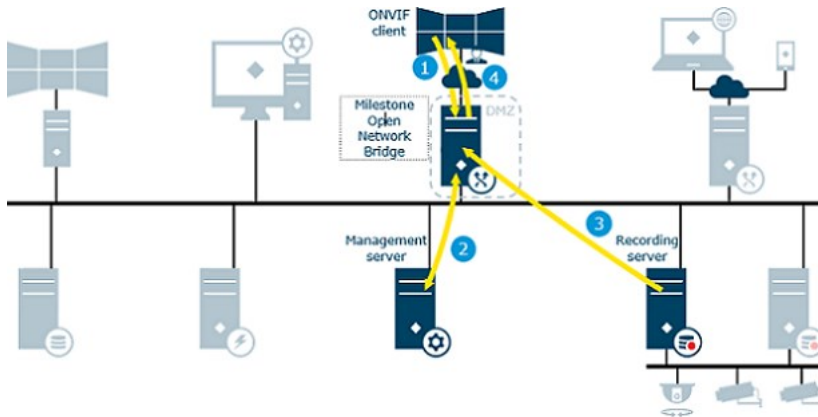 ONVIF
client
1
4
Milestone
Open
Network
Bridge
DMZ
3
Management
server
2
Recording
server